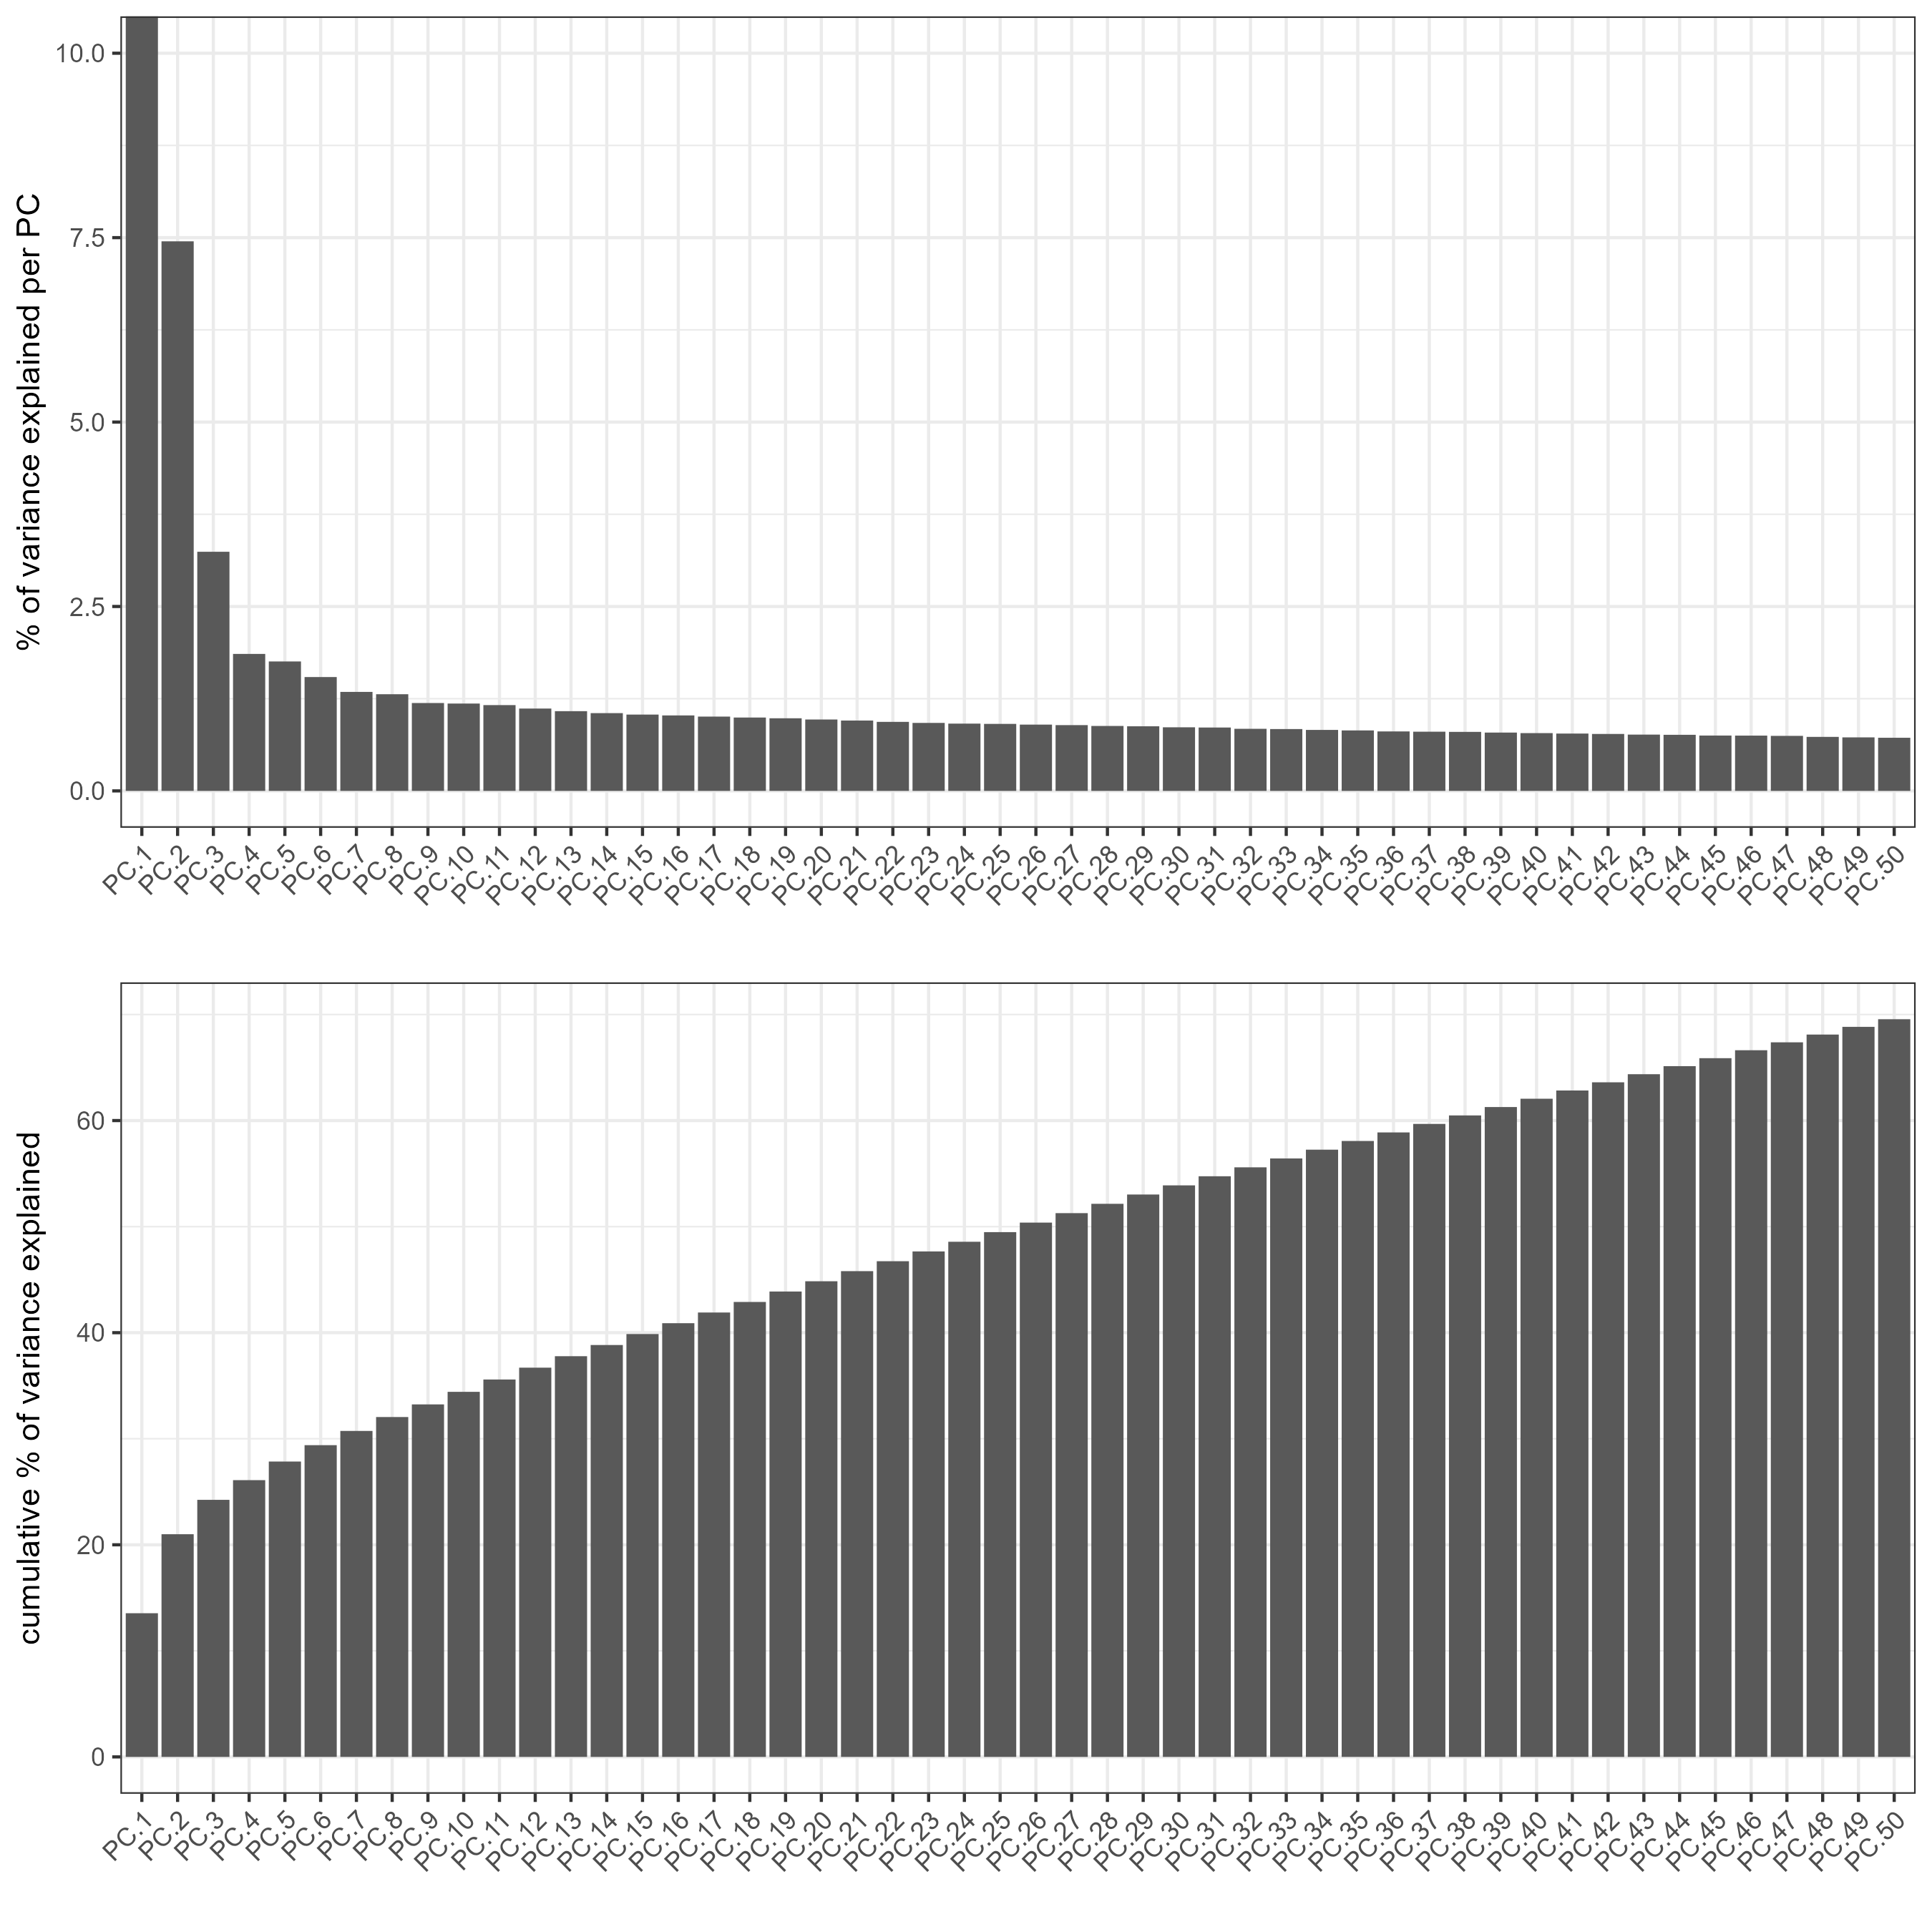 % of variance explained per PC
10.0
7.5
5.0
2.5
0.0
PC.1
PC.2
PC.3
PC.4
PC.5
PC.6
PC.7
PC.8
PC.9
PC.10
PC.11
PC.12
PC.13
PC.14
PC.15
PC.16
PC.17
PC.18
PC.19
PC.20
PC.21
PC.22
PC.23
PC.24
PC.25
PC.26
PC.27
PC.28
PC.29
PC.30
PC.31
PC.32
PC.33
PC.34
PC.35
PC.36
PC.37
PC.38
PC.39
PC.40
PC.41
PC.42
PC.43
PC.44
PC.45
PC.46
PC.47
PC.48
PC.49
PC.50
cumulative % of variance explained
60
40
20
0
PC.1
PC.2
PC.3
PC.4
PC.5
PC.6
PC.7
PC.8
PC.9
PC.10
PC.11
PC.12
PC.13
PC.14
PC.15
PC.16
PC.17
PC.18
PC.19
PC.20
PC.21
PC.22
PC.23
PC.24
PC.25
PC.26
PC.27
PC.28
PC.29
PC.30
PC.31
PC.32
PC.33
PC.34
PC.35
PC.36
PC.37
PC.38
PC.39
PC.40
PC.41
PC.42
PC.43
PC.44
PC.45
PC.46
PC.47
PC.48
PC.49
PC.50